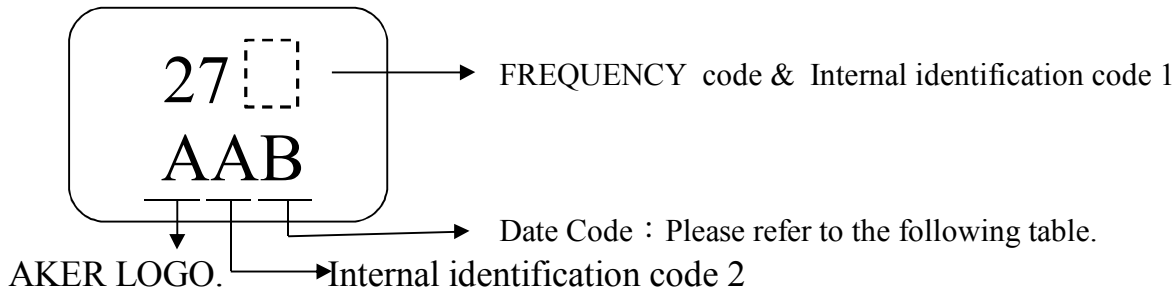 27 FREQUENCY code & Internal identification code 1
AAB
Date Code：Please refer to the following table.
AKER LOGO. Internal identification code 2